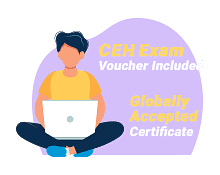 CEH Exam
Voucher Included
Globally
Accepted
Certificate